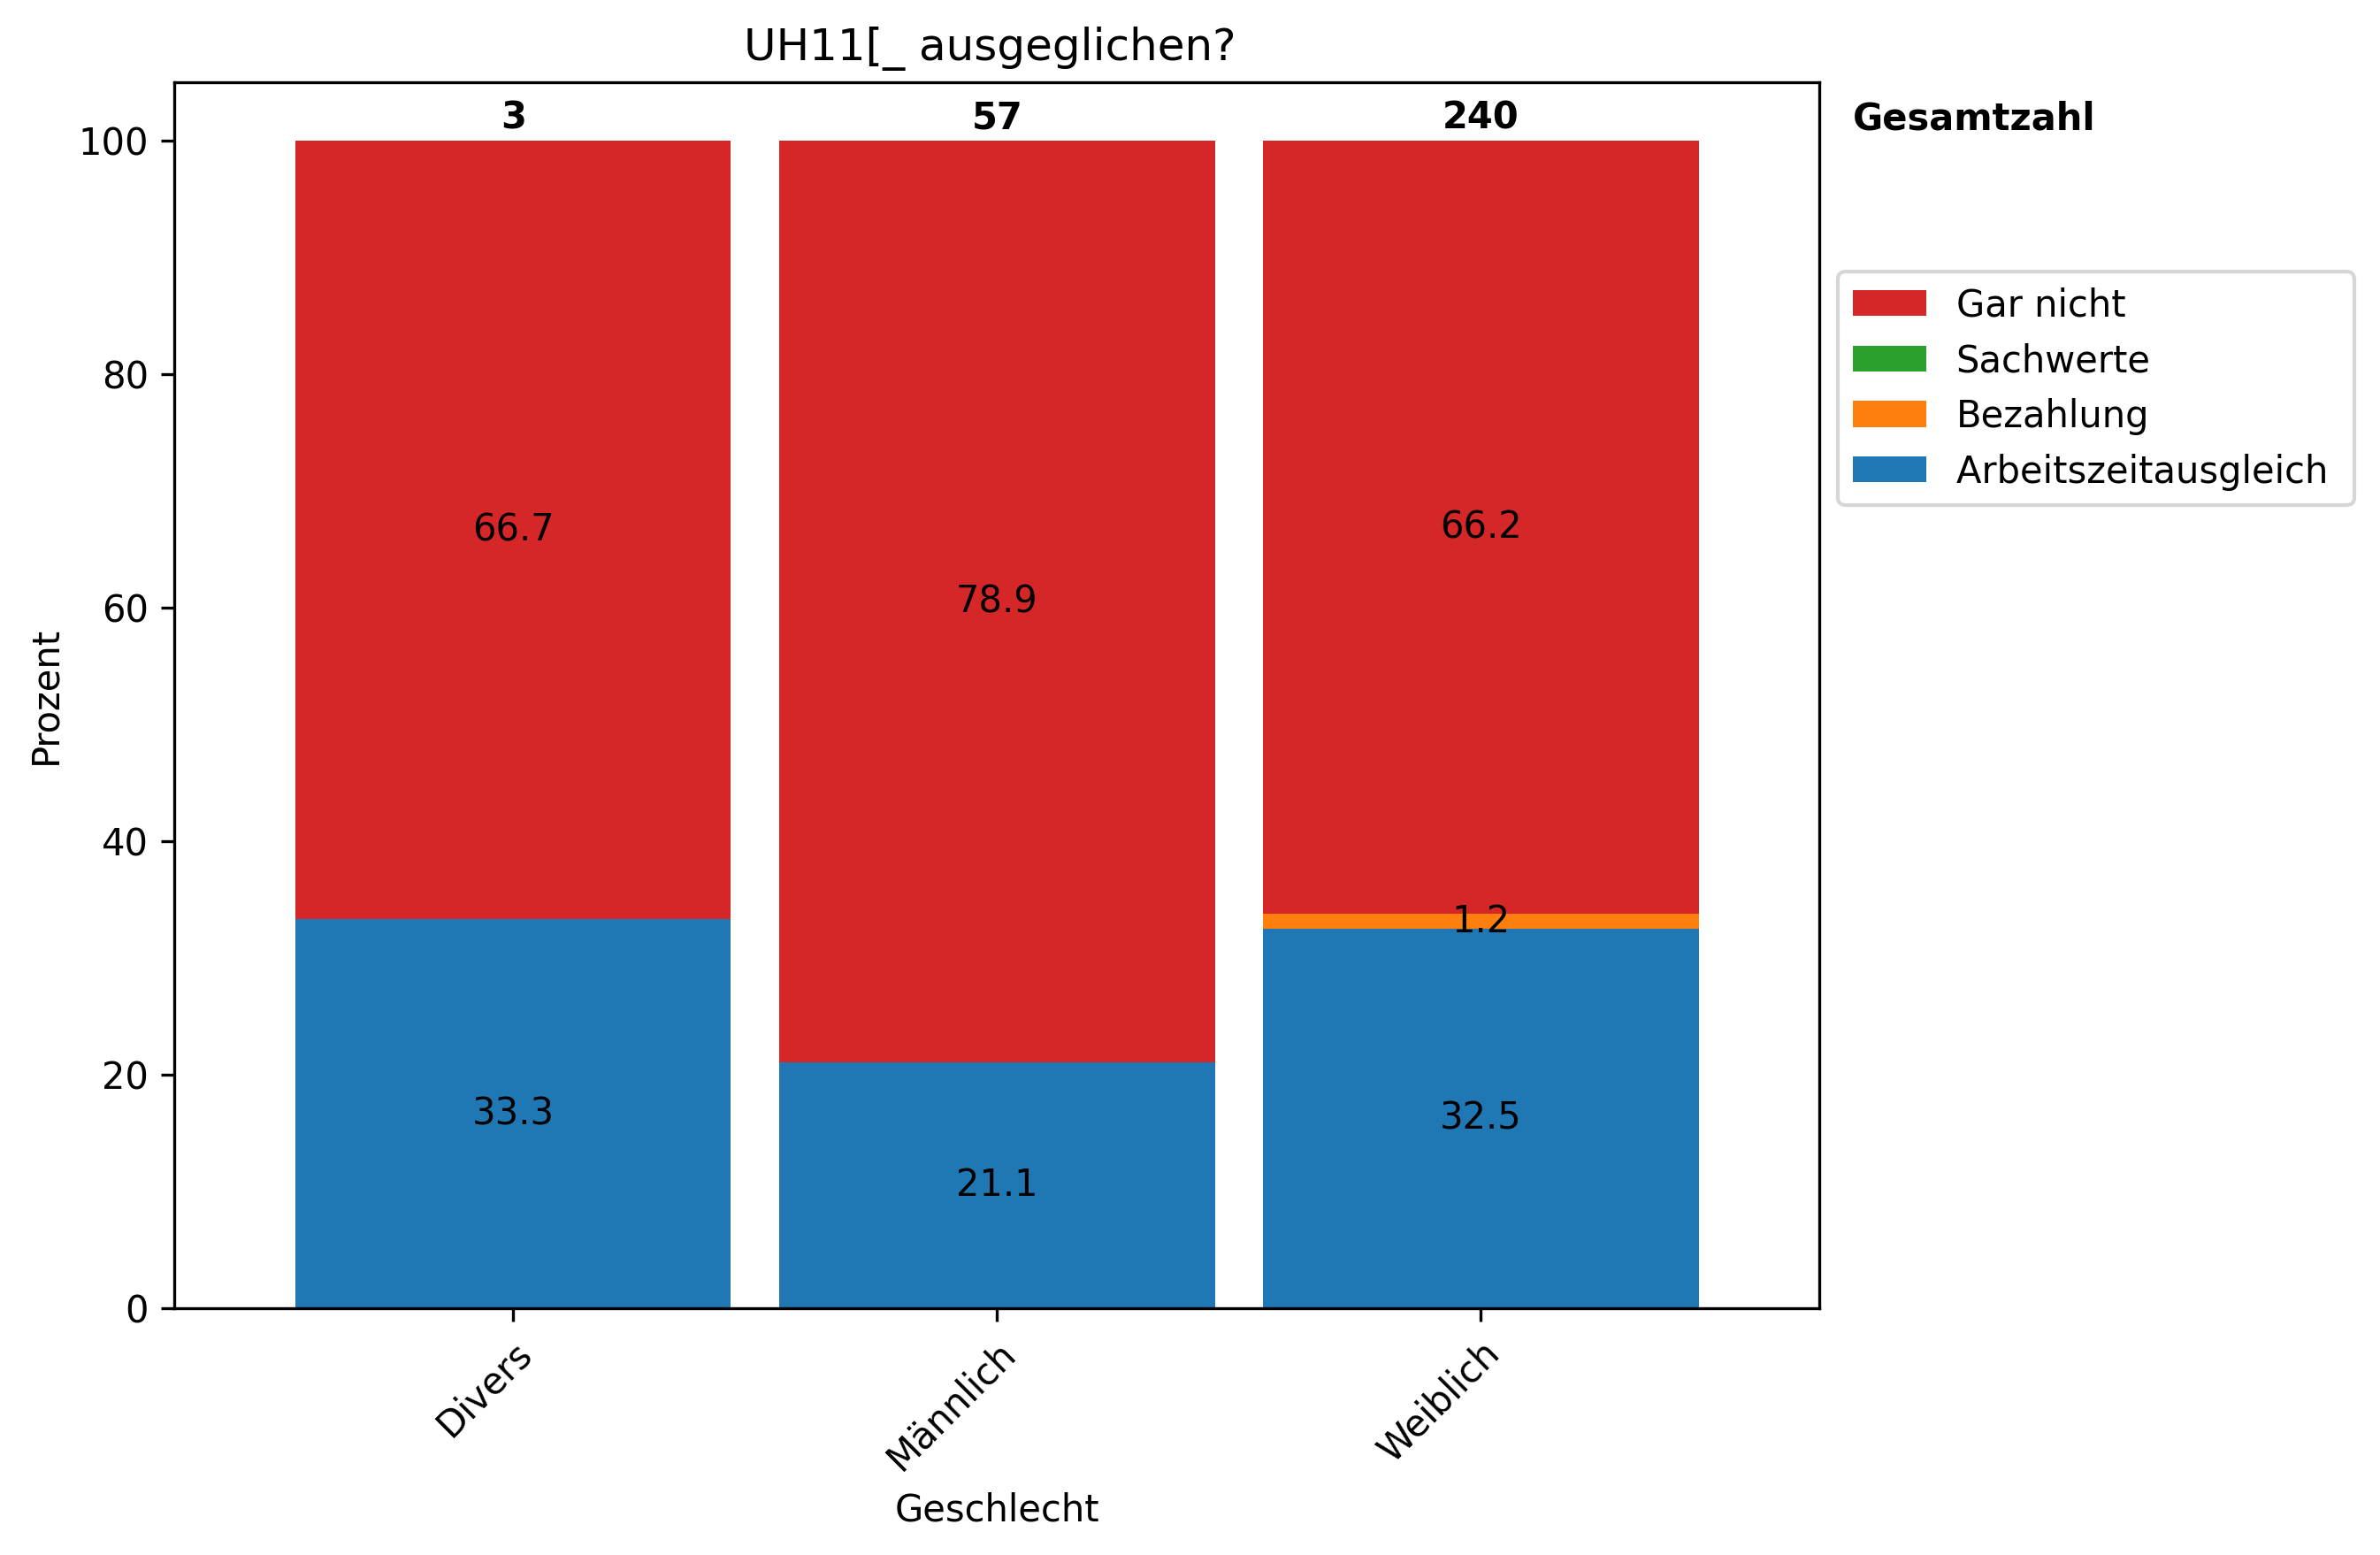 UH11[_ ausgeglichen?
3
57
240
Gesamtzahl
100
80
60
40
20
0
Prozent
66.7
33.3
78.9
21.1
66.2
1.2
32.5
Gar nicht
Sachwerte
Bezahlung
Arbeitszeitausgleich
Divers
Männlich
Weiblich
Geschlecht